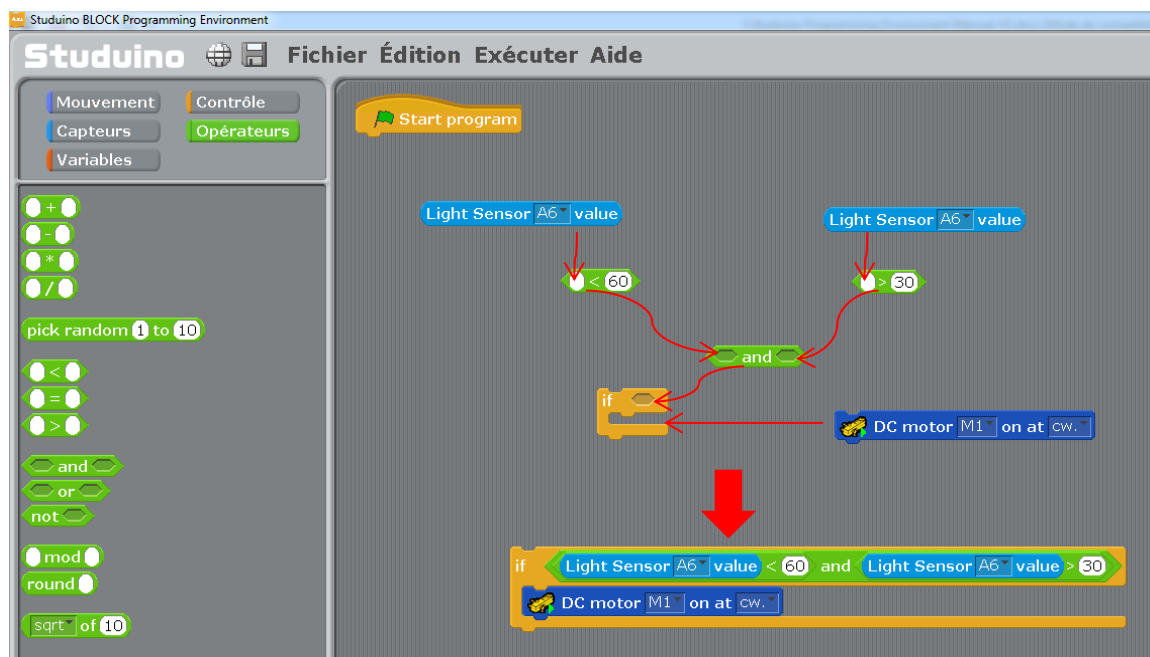 Studuino BLOCK Programming Environment
Studuino Fichier Édition Exécuter Aide
Mouvement Contrôle
Capteurs Opérateurs
Variables
+
-
*
/
pick random 1 to 10
<
=
>
and
or
not
mod
round
sqrt of 10
Start program
Light Sensor A6 value
Light Sensor A6 value
< 60
> 30
and
if
DC motor M1 on at cw.
if Light Sensor A6 value < 60 and Light Sensor A6 value > 30
DC motor M1 on at cw.